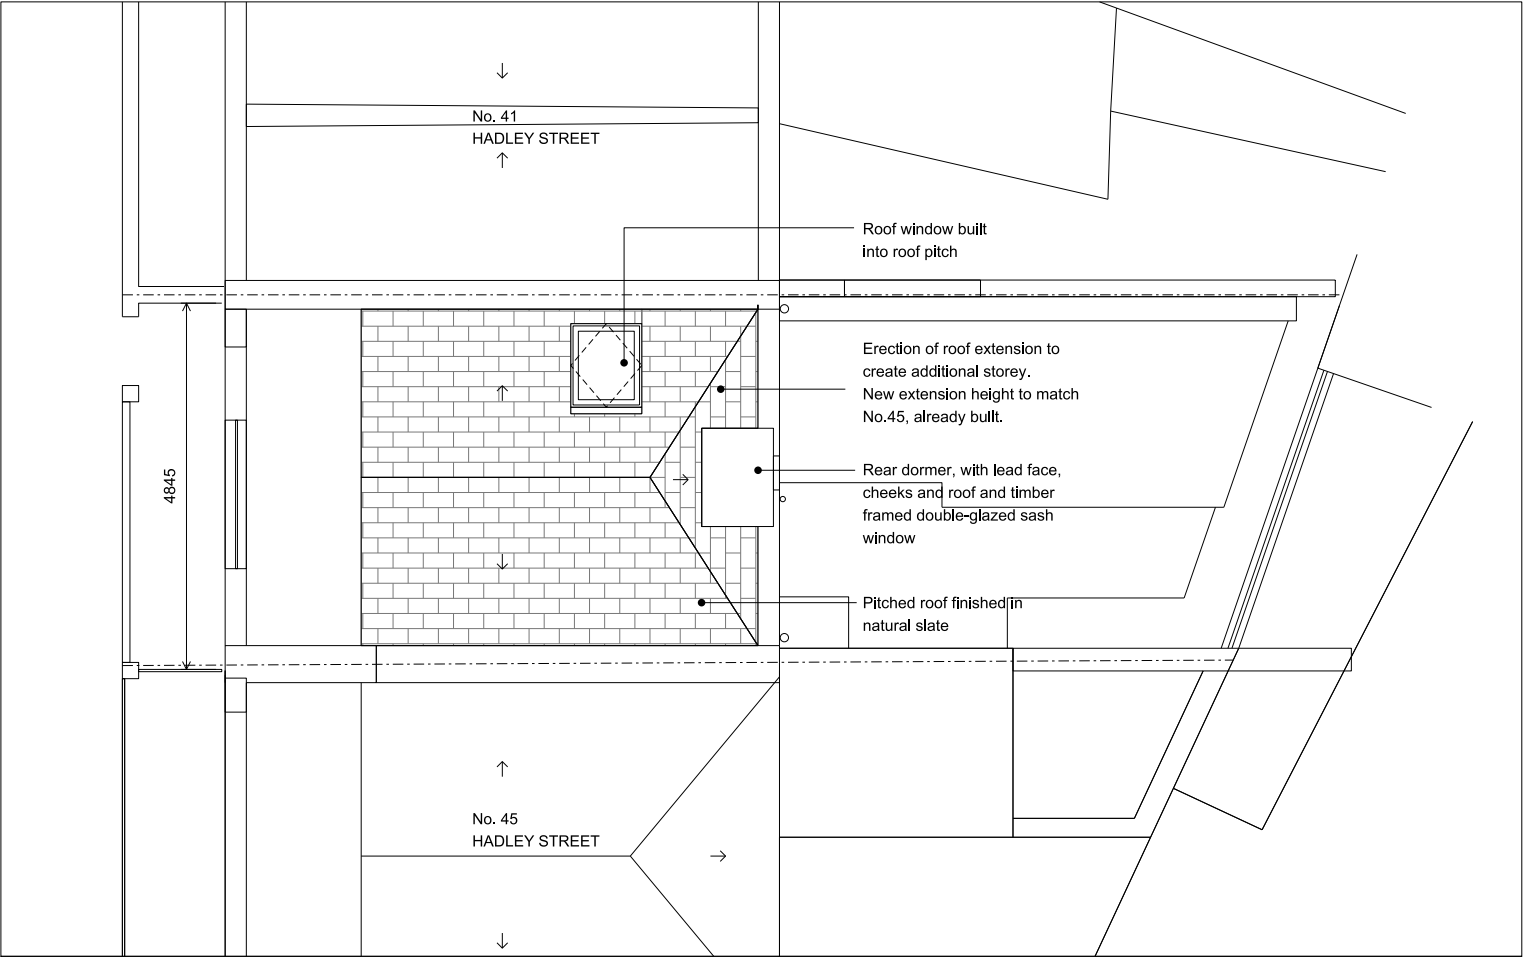 No. 41
HADLEY STREET
Roof window built
into roof pitch
Erection of roof extension to
create additional storey.
New extension height to match
No.45, already built.
4845
Rear dormer, with lead face,
cheeks and roof and timber
framed double-glazed sash
window
Pitched roof finished in
natural slate
No. 45
HADLEY STREET